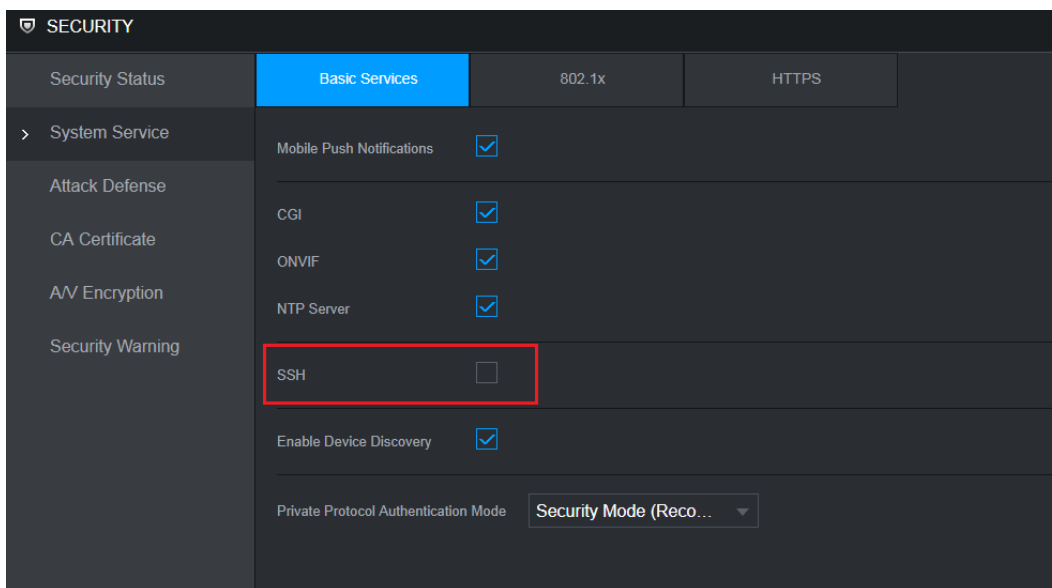 SECURITY
Security Status
System Service
Attack Defense
CA Certificate
A/V Encryption
Security Warning
Basic Services
802.1x
HTTPS
Mobile Push Notifications
CGI
ONVIF
NTP Server
SSH
Enable Device Discovery
Private Protocol Authentication Mode
Security Mode (Reco...